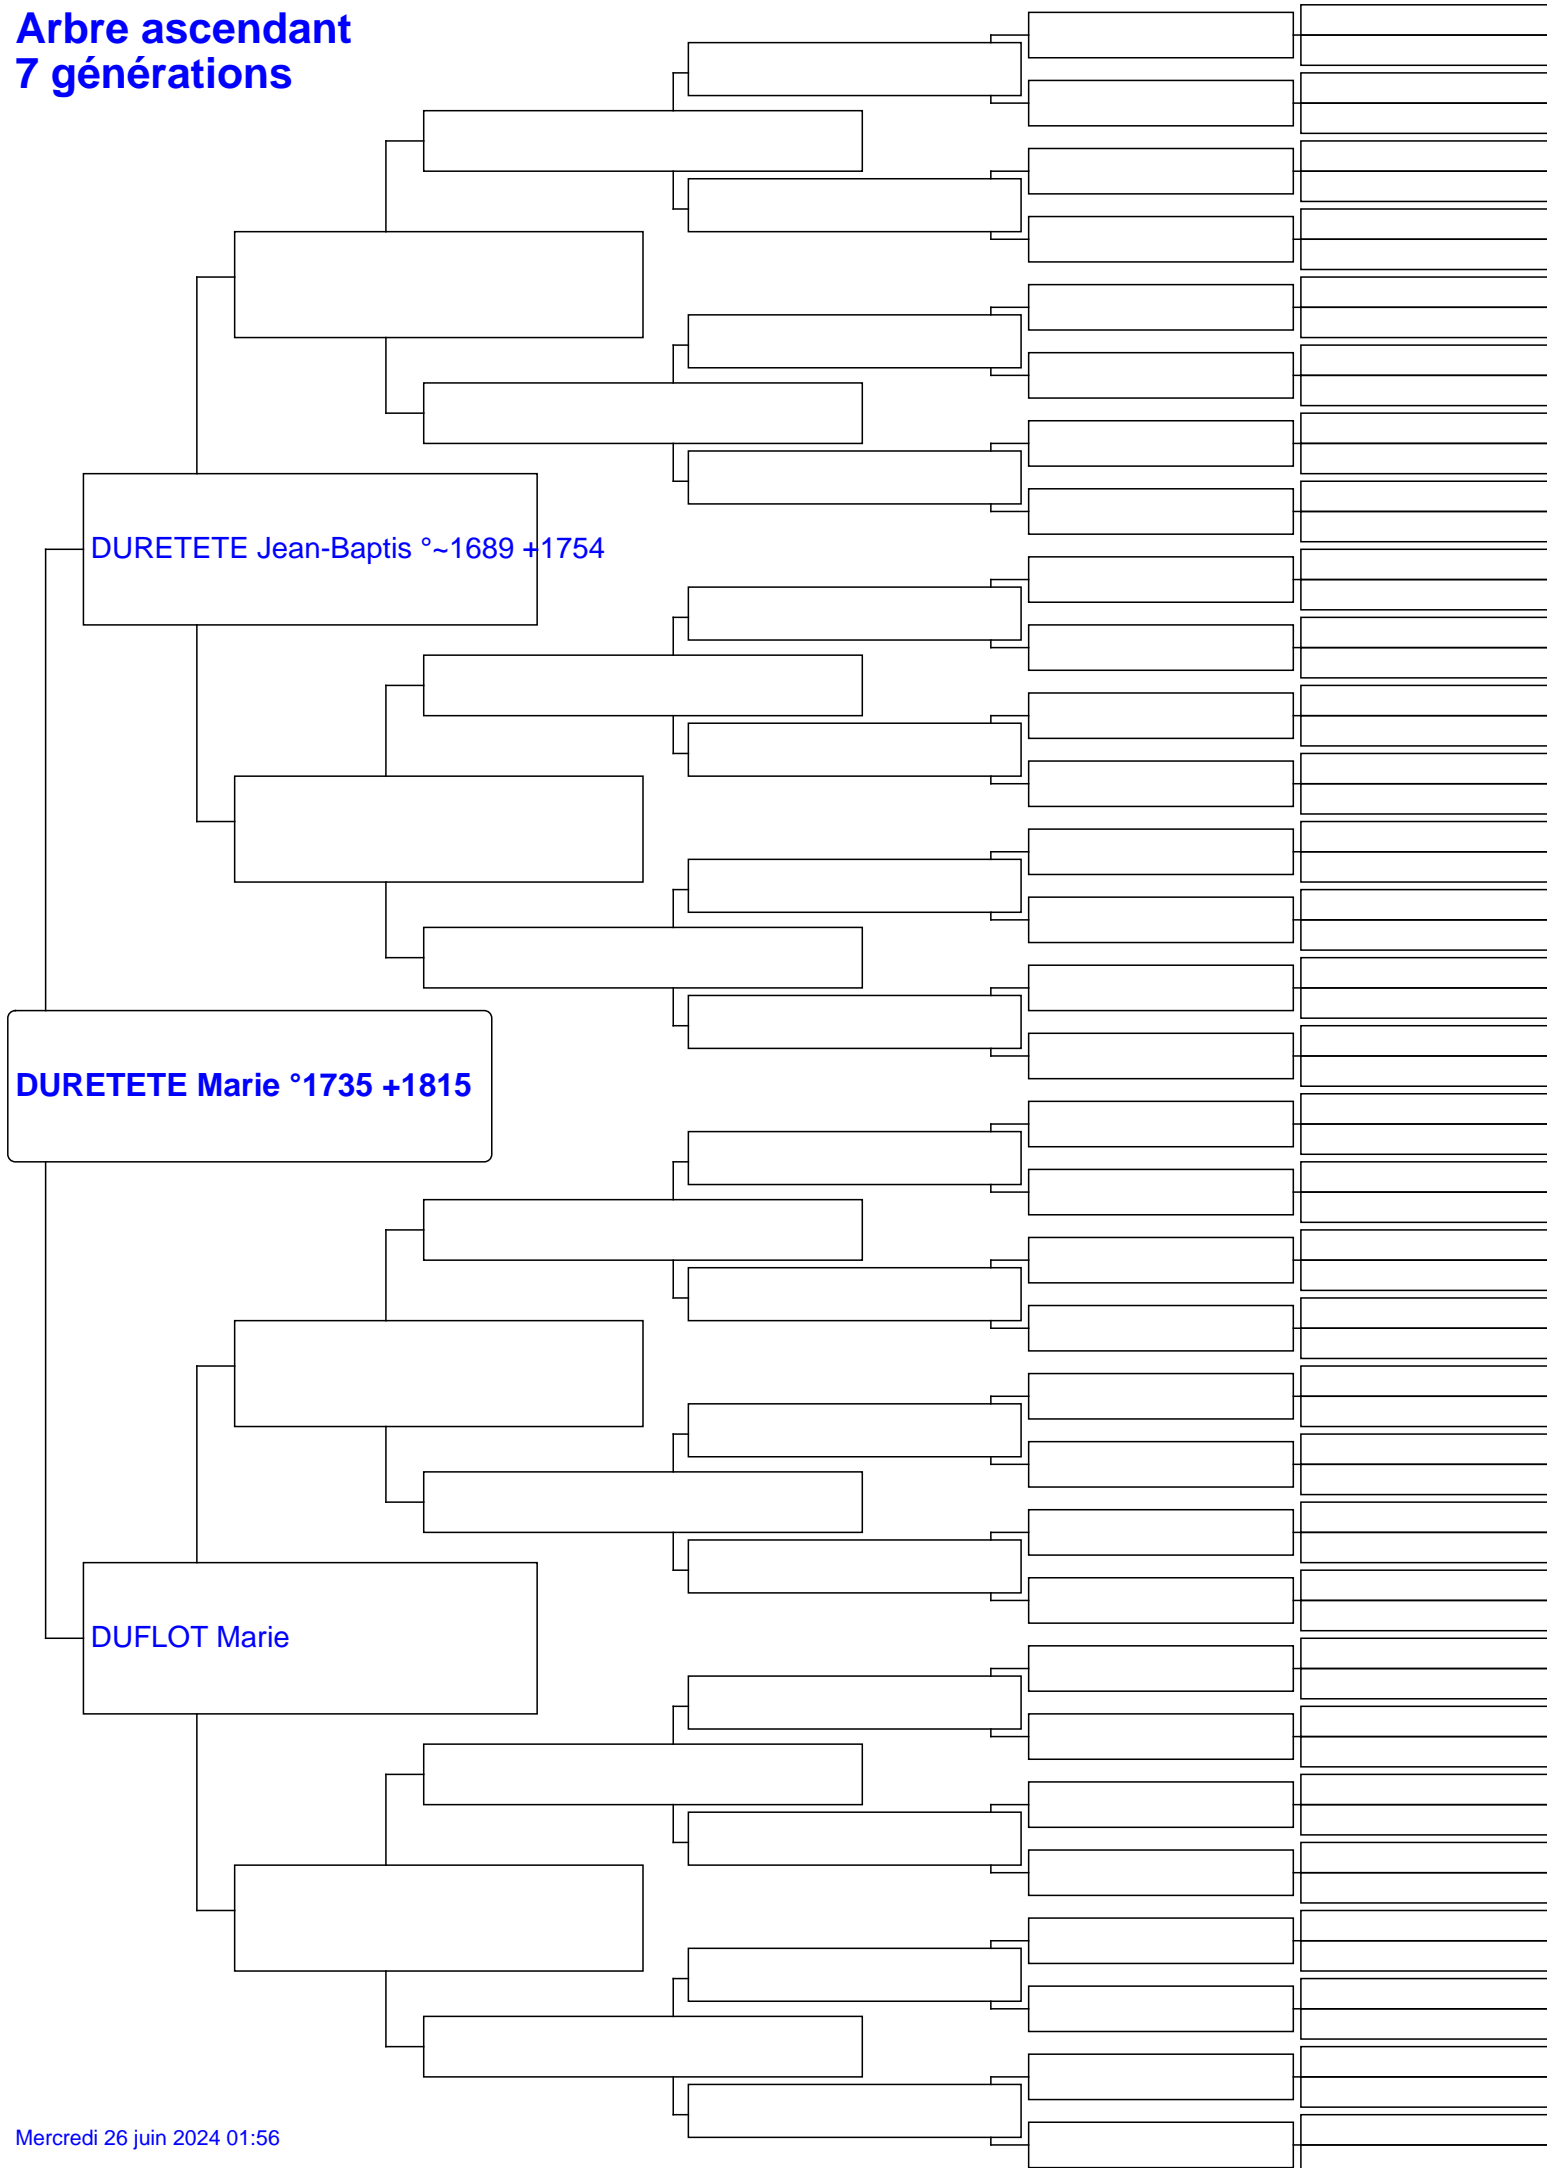 Arbre ascendant
7 générations
DURETETE Jean-Baptis °~1689 +1754
DURETETE Marie °1735 +1815
DUFLOT Marie
Mercredi 26 juin 2024 01:56